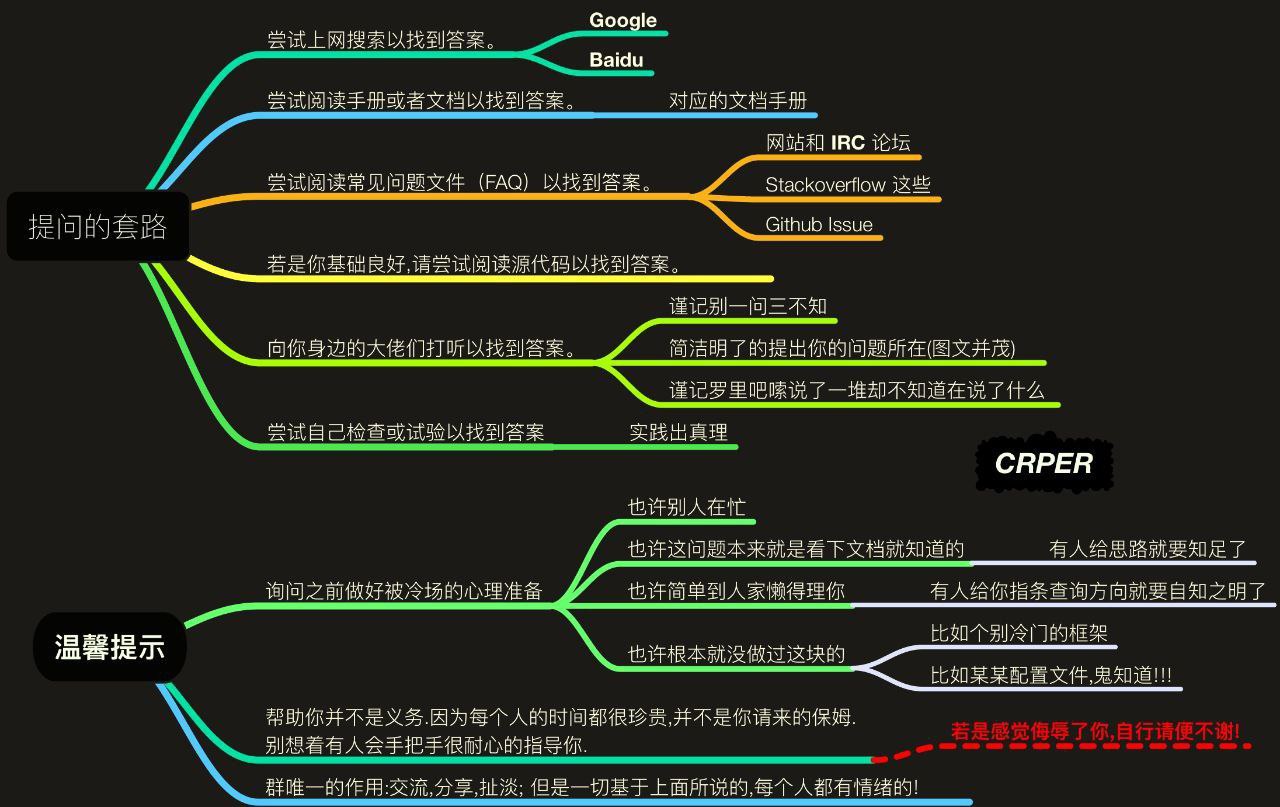 提问的套路
尝试上网搜索以找到答案。
Google
Baidu
尝试阅读手册或者文档以找到答案。
对应的文档手册
尝试阅读常见问题文件（FAQ）以找到答案。
网站和 IRC 论坛
Stackoverflow 这些
Github Issue
若是你基础良好,请尝试阅读源代码以找到答案。
向你身边的大佬们打听以找到答案。
谨记别一问三不知
简洁明了的提出你的问题所在(图文并茂)
谨记罗里吧嗦说了一堆却不知道在说了什么
尝试自己检查或试验以找到答案
实践出真理
CRPER
温馨提示
询问之前做好被冷场的心理准备
也许别人在忙
也许这问题本来就是看下文档就知道的
有人给思路就要知足了
也许简单到人家懒得理你
有人给你指条查询方向就要自知之明了
也许根本就没做过这块的
比如个别冷门的框架
比如某某配置文件,鬼知道!!!
帮助你并不是义务.因为每个人的时间都很珍贵,并不是你请来的保姆.
别想着有人会手把手很耐心的指导你.
若是感觉侮辱了你,自行请便不谢!
群唯一的作用:交流,分享,扯淡; 但是一切基于上面所说的,每个人都有情绪的!